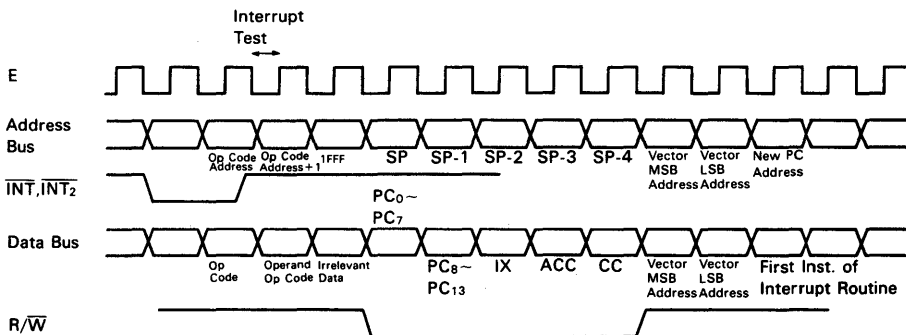 Interrupt
Test
E
Address
Bus
Op Code
Address
Op Code
Address+1
1FFF
SP
SP-1
SP-2
SP-3
SP-4
Vector
MSB
Address
Vector
LSB
Address
New PC
Address
INT, INT2
PC0~
PC7
Data Bus
Op
Code
Operand
Op Code
Irrelevant
Data
PC8~
PC13
IX
ACC
CC
Vector
MSB
Address
Vector
LSB
Address
First Inst. of
Interrupt Routine
R/W